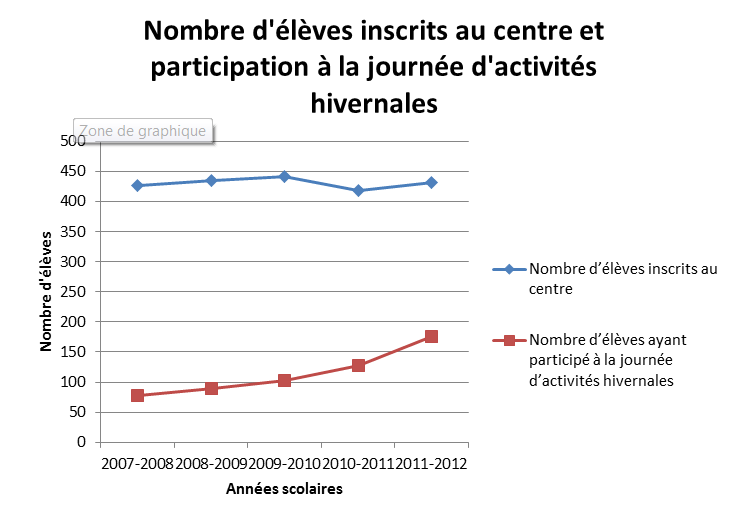 Nombre d'élèves inscrits au centre et
participation à la journée d'activités
hivernales
Zone de graphique
500
450
400
350
300
250
200
150
100
50
0
Nombre d'élèves
2007-2008 2008-2009 2009-2010 2010-2011 2011-2012
Années scolaires
Nombre d’élèves inscrits au
centre
Nombre d’élèves ayant
participé à la journée
d’activités hivernales